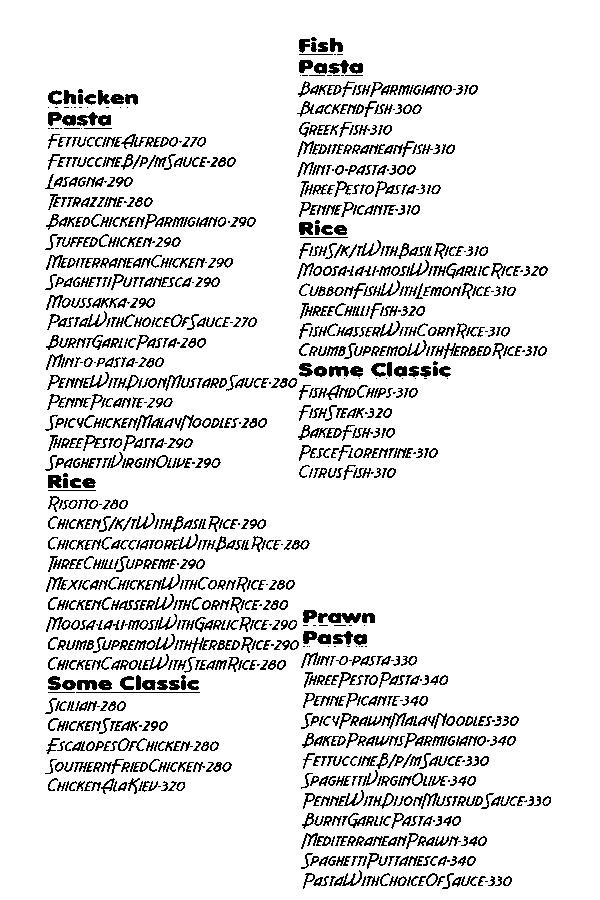 Chicken
Pasta
FettuccineAlfredo-270
FettuccineB/p/mSauce-280
Lasagna-290
Tettrazzine-280
BakedChickenParmigiano-290
StuffedChicken-290
MediterraneanChicken-290
SpaghettiPuttanesca-290
Moussakka-290
PastaWithChoiceOfSauce-270
BurntGarlicPasta-280
Mint-o-pasta-280
PenneWithDijonMustardSauce-280
PennePicante-290
SpicyChickenMalayNoodles-280
ThreePestoPasta-290
SpaghettiVirginOlive-290
Rice
Risotto-280
ChickenS/k/tWithBasilRice-290
ChickenCacciatoreWithBasilRice-280
ThreeChilliSupreme-290
MexicanChickenWithCornRice-280
ChickenChasserWithCornRice-280
Moosa-la-li-mosiWithGarlicRice-290
CrumbSupremoWithHerbedRice-290
ChickenCaroleWithSteamRice-280
Some Classic
Sicilian-280
ChickenSteak-290
EscalopesOfChicken-280
SouthernFriedChicken-280
ChickenAlaKiev-320
Fish
Pasta
BakedFishParmigiano-310
BlackendFish-300
GreekFish-310
MediterraneanFish-310
Mint-o-pasta-300
ThreePestoPasta-310
PennePicante-310
Rice
FishS/k/tWithBasilRice-310
Moosa-la-li-mosiWithGarlicRice-320
CubbonFishWithLemonRice-310
ThreeChilliFish-320
FishChasserWithCornRice-310
CrumbSupremoWithHerbedRice-310
Some Classic
FishAndChips-310
FishSteak-320
BakedFish-310
PesceFlorentine-310
CitrusFish-310
Prawn
Pasta
Mint-o-pasta-330
ThreePestoPasta-340
PennePicante-340
SpicyPrawnMalayNoodles-330
BakedPrawnsParmigiano-340
FettuccineB/p/mSauce-330
SpaghettiVirginOlive-340
PenneWithDijonMustrudSauce-330
BurntGarlicPasta-340
MediterraneanPrawn-340
SpaghettiPuttanesca-340
PastaWithChoiceOfSauce-330